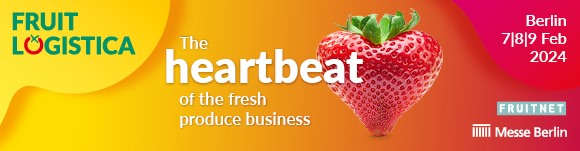 FRUIT
LOGISTICA
The
heartbeat
of the fresh
produce business
Berlin
7|8|9 Feb
2024
FRUITNET
Messe Berlin